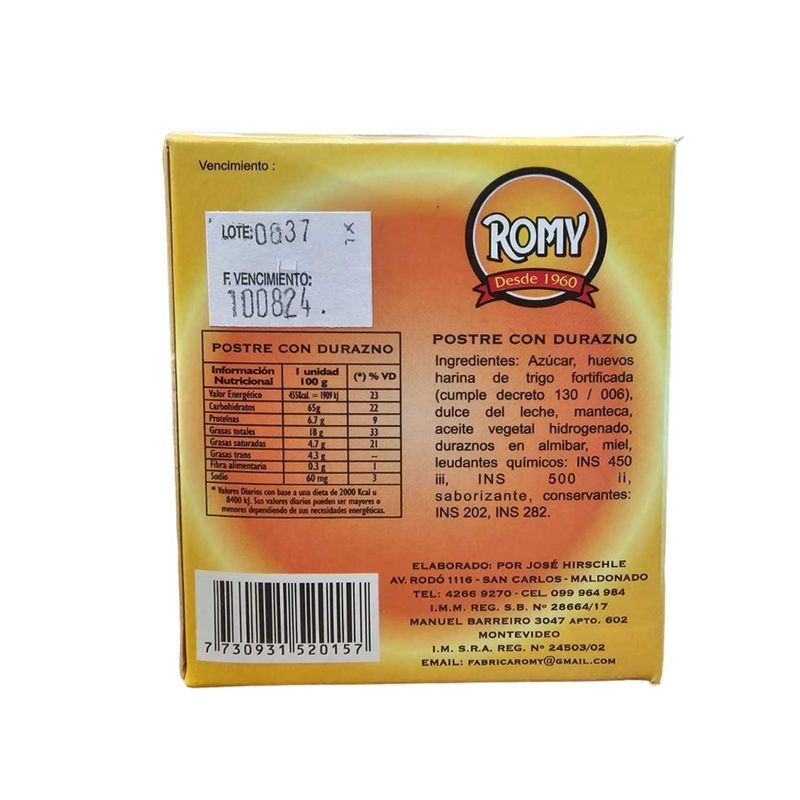 Vencimiento :
LOTE: 0637
F. VENCIMIENTO:
100824.
ROMY
Desde 1960
POSTRE CON DURAZNO
Información Nutricional | 1 unidad 100 g | (*) % VD
Valor Energético | 455Kcal. = 1909 kj | 23
Carbohidratos | 65g | 22
Proteínas | 6.7 g | 9
Grasas totales | 18 g | 33
Grasas saturadas | 4.7 g | 21
Grasas trans | 4.3 g | --
Fibra alimentaria | 0.3 g | 1
Sodio | 60 mg | 3
* Valores Diarios con base a una dieta de 2000 Kcal u
8400 kJ. Sus valores diarios pueden ser mayores o
menores dependiendo de sus necesidades energéticas.
POSTRE CON DURAZNO
Ingredientes: Azúcar, huevos
harina de trigo fortificada
(cumple decreto 130 / 006),
dulce del leche, manteca,
aceite vegetal hidrogenado,
duraznos en almibar, miel,
leudantes químicos: INS 450
iii, INS 500 ii,
saborizante, conservantes:
INS 202, INS 282.
ELABORADO: POR JOSÉ HIRSCHLE
AV. RODÓ 1116 - SAN CARLOS - MALDONADO
TEL: 4266 9270 - CEL. 099 964 984
I.M.M. REG. S.B. Nº 28664/17
MANUEL BARREIRO 3047 APTO. 602
MONTEVIDEO
I.M. S.R.A. REG. Nº 24503/02
EMAIL: FABRICAROMY@GMAIL.COM
7 730931 520157